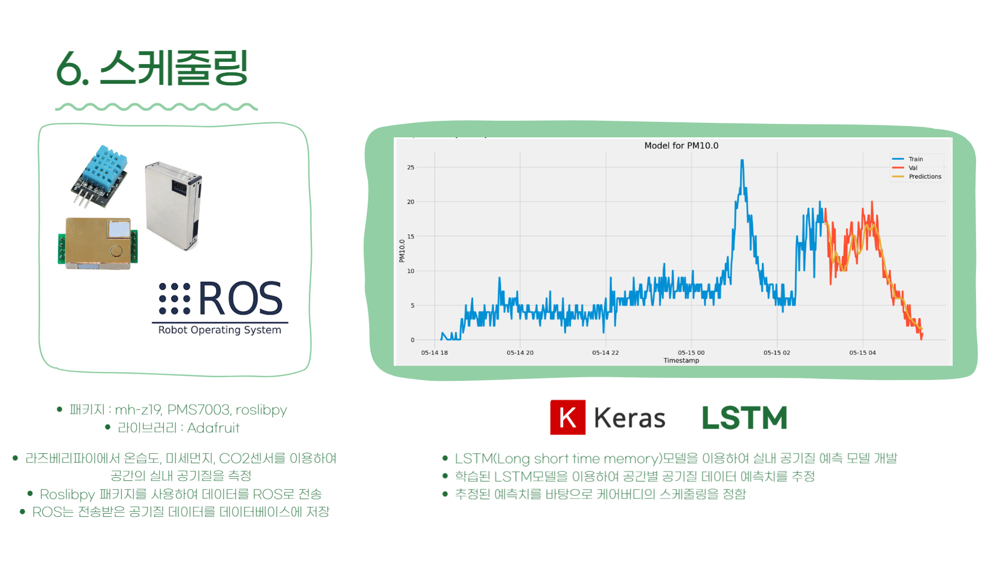 6. 스케줄링
ROS
Robot Operating System
Model for PM10.0
Train
Val
Predictions
25
20
15
10
5
0
PM10.0
05-14 18
05-14 20
05-14 22
05-15 00
05-15 02
05-15 04
Timestamp
• 패키지 : mh-z19, PMS7003, roslibpy
• 라이브러리 : Adafruit
• 라즈베리파이에서 온습도, 미세먼지, CO2센서를 이용하여
공간의 실내 공기질을 측정
• Roslibpy 패키지를 사용하여 데이터를 ROS로 전송
• ROS는 전송받은 공기질 데이터를 데이터베이스에 저장
K Keras
LSTM
• LSTM(Long short time memory)모델을 이용하여 실내 공기질 예측 모델 개발
• 학습된 LSTM모델을 이용하여 공간별 공기질 데이터 예측치를 추정
• 추정된 예측치를 바탕으로 케어버디의 스케줄링을 정함